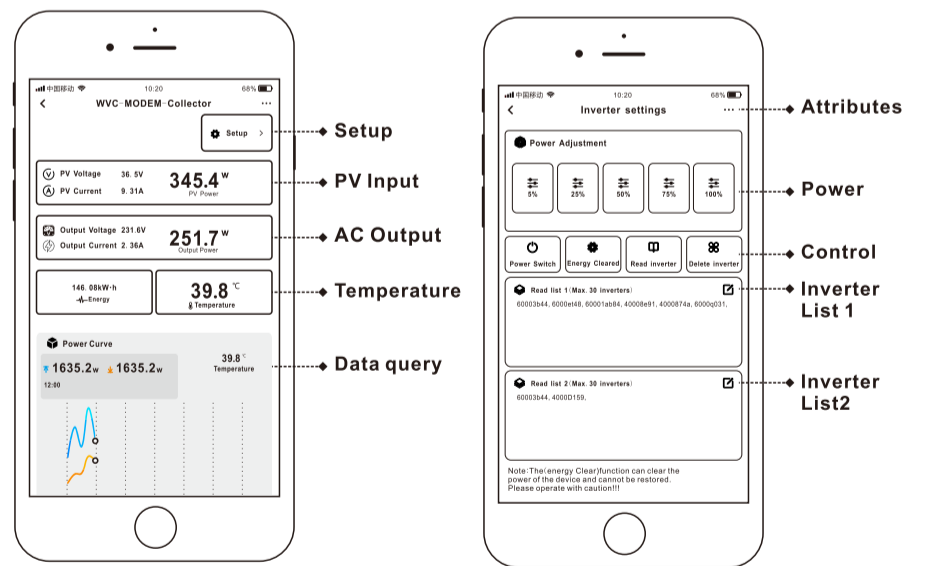 中国移动 10:20 68%
WVC-MODEM-Collector ...
Setup >
Setup
PV Voltage 36.5V
PV Current 9.31A
345.4 W
PV Power
PV Input
Output Voltage 231.6V
Output Current 2.36A
251.7 W
Output Power
AC Output
146.08kW·h
Energy
39.8 ℃
Temperature
Temperature
Power Curve
1635.2w 1635.2w
12:00
39.8 ℃
Temperature
Data query
中国移动 10:20 68%
Inverter settings ...
Attributes
Power Adjustment
5% 25% 50% 75% 100%
Power
Power Switch Energy Cleared Read inverter Delete inverter
Control
Read list 1(Max. 30 inverters)
60003b44, 6000et48, 60001ab84, 40008e91, 4000874a, 6000q031,
Inverter
List 1
Read list 2(Max. 30 inverters)
60003b44, 4000D159,
Inverter
List2
Note:The(energy Clear)function can clear the
power of the device and cannot be restored.
Please operate with caution!!!